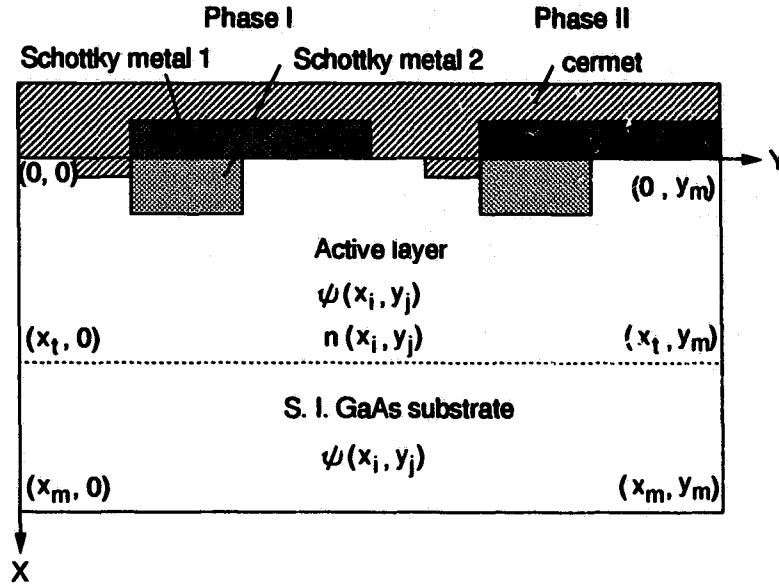 Phase I Phase II
Schottky metal 1 Schottky metal 2 cermet
(0, 0) (0, yₘ) Y
Active layer
ψ(xᵢ, yⱼ)
(xₜ, 0) n(xᵢ, yⱼ) (xₜ, yₘ)
S. I. GaAs substrate
ψ(xᵢ, yⱼ)
(xₘ, 0) (xₘ, yₘ)
X